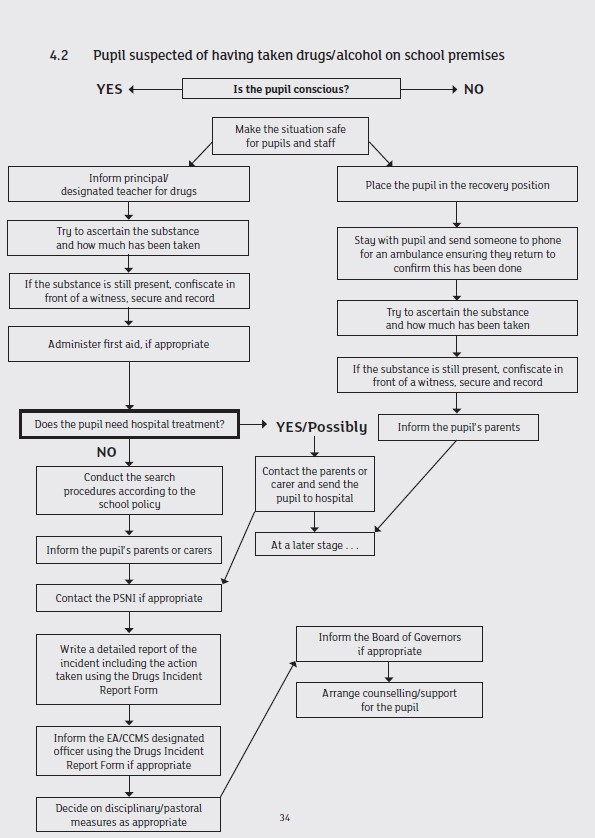 4.2 Pupil suspected of having taken drugs/alcohol on school premises
YES
Is the pupil conscious?
NO
Make the situation safe
for pupils and staff
Inform principal/
designated teacher for drugs
Try to ascertain the substance
and how much has been taken
If the substance is still present, confiscate in
front of a witness, secure and record
Administer first aid, if appropriate
Does the pupil need hospital treatment?
Place the pupil in the recovery position
Stay with pupil and send someone to phone
for an ambulance ensuring they return to
confirm this has been done
Try to ascertain the substance
and how much has been taken
If the substance is still present, confiscate in
front of a witness, secure and record
Inform the pupil's parents
YES/Possibly
Contact the parents or
carer and send the
pupil to hospital
At a later stage . . .
NO
Conduct the search
procedures according to the
school policy
Inform the pupil's parents or carers
Contact the PSNI if appropriate
Write a detailed report of the
incident including the action
taken using the Drugs Incident
Report Form
Inform the EA/CCMS designated
officer using the Drugs Incident
Report Form if appropriate
Decide on disciplinary/pastoral
measures as appropriate
Inform the Board of Governors
if appropriate
Arrange counselling/support
for the pupil
34